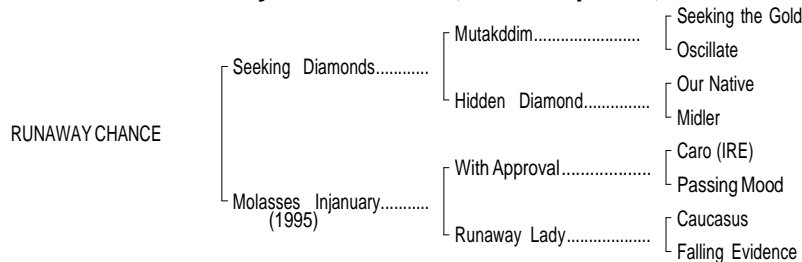 Seeking the Gold
Mutakddim........................
Oscillate
Seeking Diamonds............
Our Native
Hidden Diamond...............
Midler
RUNAWAY CHANCE
Caro (IRE)
With Approval....................
Passing Mood
Molasses Injanuary...........
(1995)
Caucasus
Runaway Lady...................
Falling Evidence